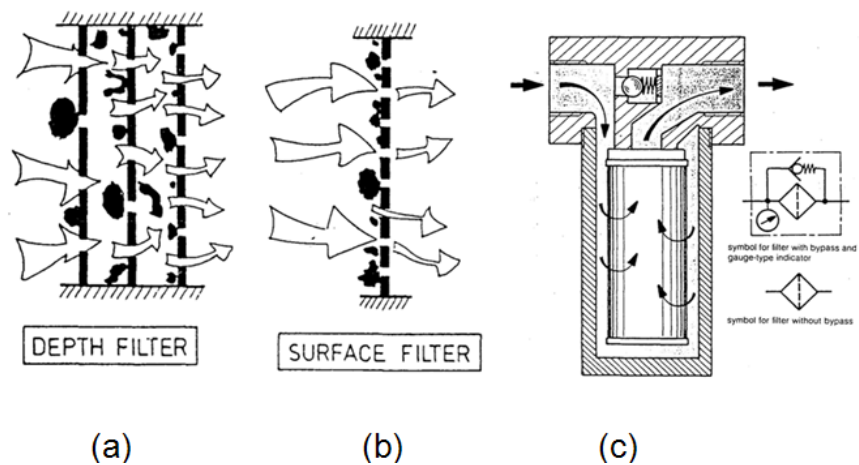 DEPTH FILTER
SURFACE FILTER
symbol for filter with bypass and
gauge-type indicator
symbol for filter without bypass
(a)
(b)
(c)